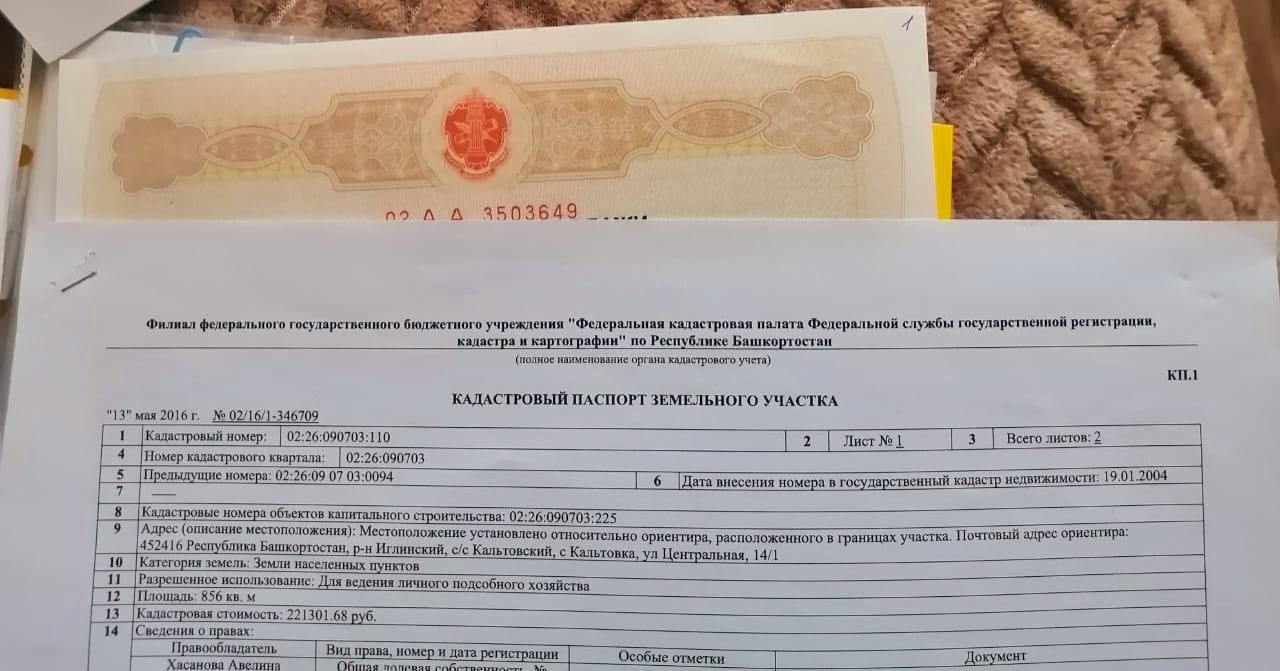 1
02 А А 3503649
Филиал федерального государственного бюджетного учреждения "Федеральная кадастровая палата Федеральной службы государственной регистрации,
кадастра и картографии" по Республике Башкортостан
(полное наименование органа кадастрового учета)
КП.1
КАДАСТРОВЫЙ ПАСПОРТ ЗЕМЕЛЬНОГО УЧАСТКА
"13" мая 2016 г. № 02/16/1-346709
1 Кадастровый номер: 02:26:090703:110 2 Лист № 1 3 Всего листов: 2
4 Номер кадастрового квартала: 02:26:090703
5 Предыдущие номера: 02:26:09 07 03:0094 6 Дата внесения номера в государственный кадастр недвижимости: 19.01.2004
7 ——
8 Кадастровые номера объектов капитального строительства: 02:26:090703:225
9 Адрес (описание местоположения): Местоположение установлено относительно ориентира, расположенного в границах участка. Почтовый адрес ориентира:
452416 Республика Башкортостан, р-н Иглинский, с/с Кальтовский, с Кальтовка, ул Центральная, 14/1
10 Категория земель: Земли населенных пунктов
11 Разрешенное использование: Для ведения личного подсобного хозяйства
12 Площадь: 856 кв. м
13 Кадастровая стоимость: 221301.68 руб.
14 Сведения о правах:
Правообладатель Вид права, номер и дата регистрации Особые отметки Документ
Хасанова Авелина Общая долевая собственность, №